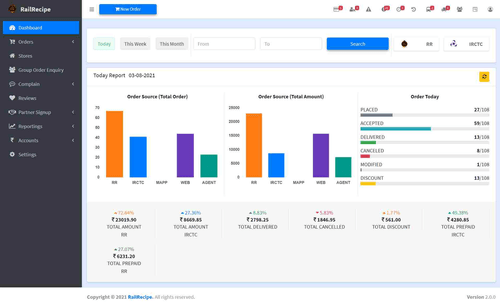 RailRecipe
New Order
Dashboard
Orders
Stores
Group Order Enquiry
Complain
Reviews
Partner Signup
Reportings
Accounts
Settings
Today
This Week
This Month
From
To
Search
RR
IRCTC
Today Report 03-08-2021
Order Source (Total Order)
70
60
50
40
30
20
10
0
RR IRCTC MAPP WEB AGENT
Order Source (Total Amount)
25000
20000
15000
10000
5000
0
RR IRCTC MAPP WEB AGENT
Order Today
PLACED 27/108
ACCEPTED 59/108
DELIVERED 13/108
CANCELED 8/108
MODIFIED 1/108
DISCOUNT 13/108
₹ 23019.90
TOTAL AMOUNT
RR
27.30%
₹ 8669.85
TOTAL AMOUNT
IRCTC
8.83%
₹ 2798.25
TOTAL DELIVERED
5.83%
₹ 1846.95
TOTAL CANCELLED
1.77%
₹ 561.00
TOTAL DISCOUNT
49.38%
₹ 4280.85
TOTAL PREPAID
IRCTC
27.07%
₹ 6231.20
TOTAL PREPAID
RR
Copyright © 2021 RailRecipe. All rights reserved.
Version 2.0.0